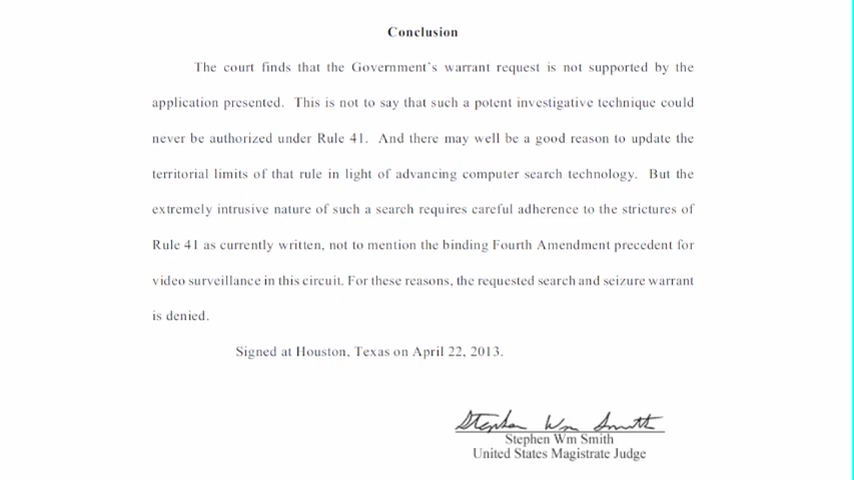 Conclusion
The court finds that the Government's warrant request is not supported by the
application presented. This is not to say that such a potent investigative technique could
never be authorized under Rule 41. And there may well be a good reason to update the
territorial limits of that rule in light of advancing computer search technology. But the
extremely intrusive nature of such a search requires careful adherence to the strictures of
Rule 41 as currently written, not to mention the binding Fourth Amendment precedent for
video surveillance in this circuit. For these reasons, the requested search and seizure warrant
is denied.
Signed at Houston, Texas on April 22, 2013.
Stephen Wm Smith
Stephen Wm Smith
United States Magistrate Judge